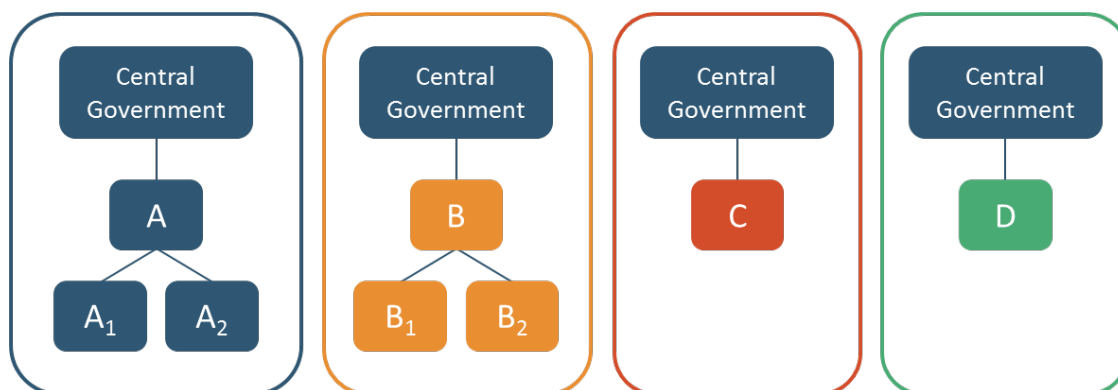 Central
Government
A
A₁
A₂
Central
Government
B
B₁
B₂
Central
Government
C
Central
Government
D